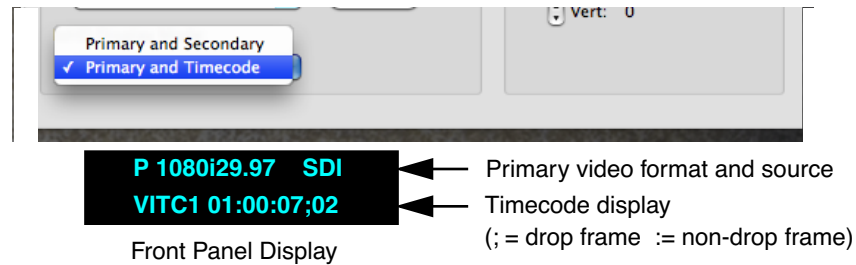 Vert: 0
Primary and Secondary
✓ Primary and Timecode
P 1080i29.97 SDI
Primary video format and source
VITC1 01:00:07;02
Timecode display
(; = drop frame := non-drop frame)
Front Panel Display